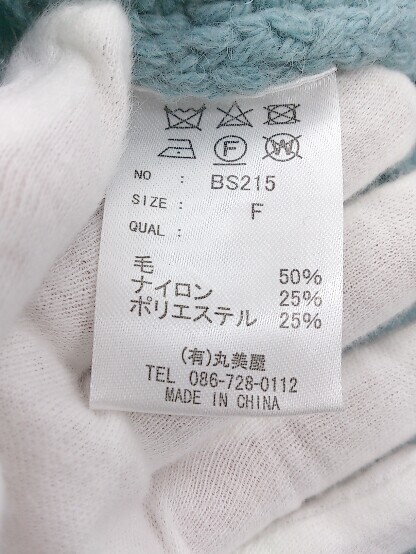 F W
NO : BS215
SIZE : F
QUAL :
毛 50%
ナイロン 25%
ポリエステル 25%
(有)丸美屋
TEL 086-728-0112
MADE IN CHINA